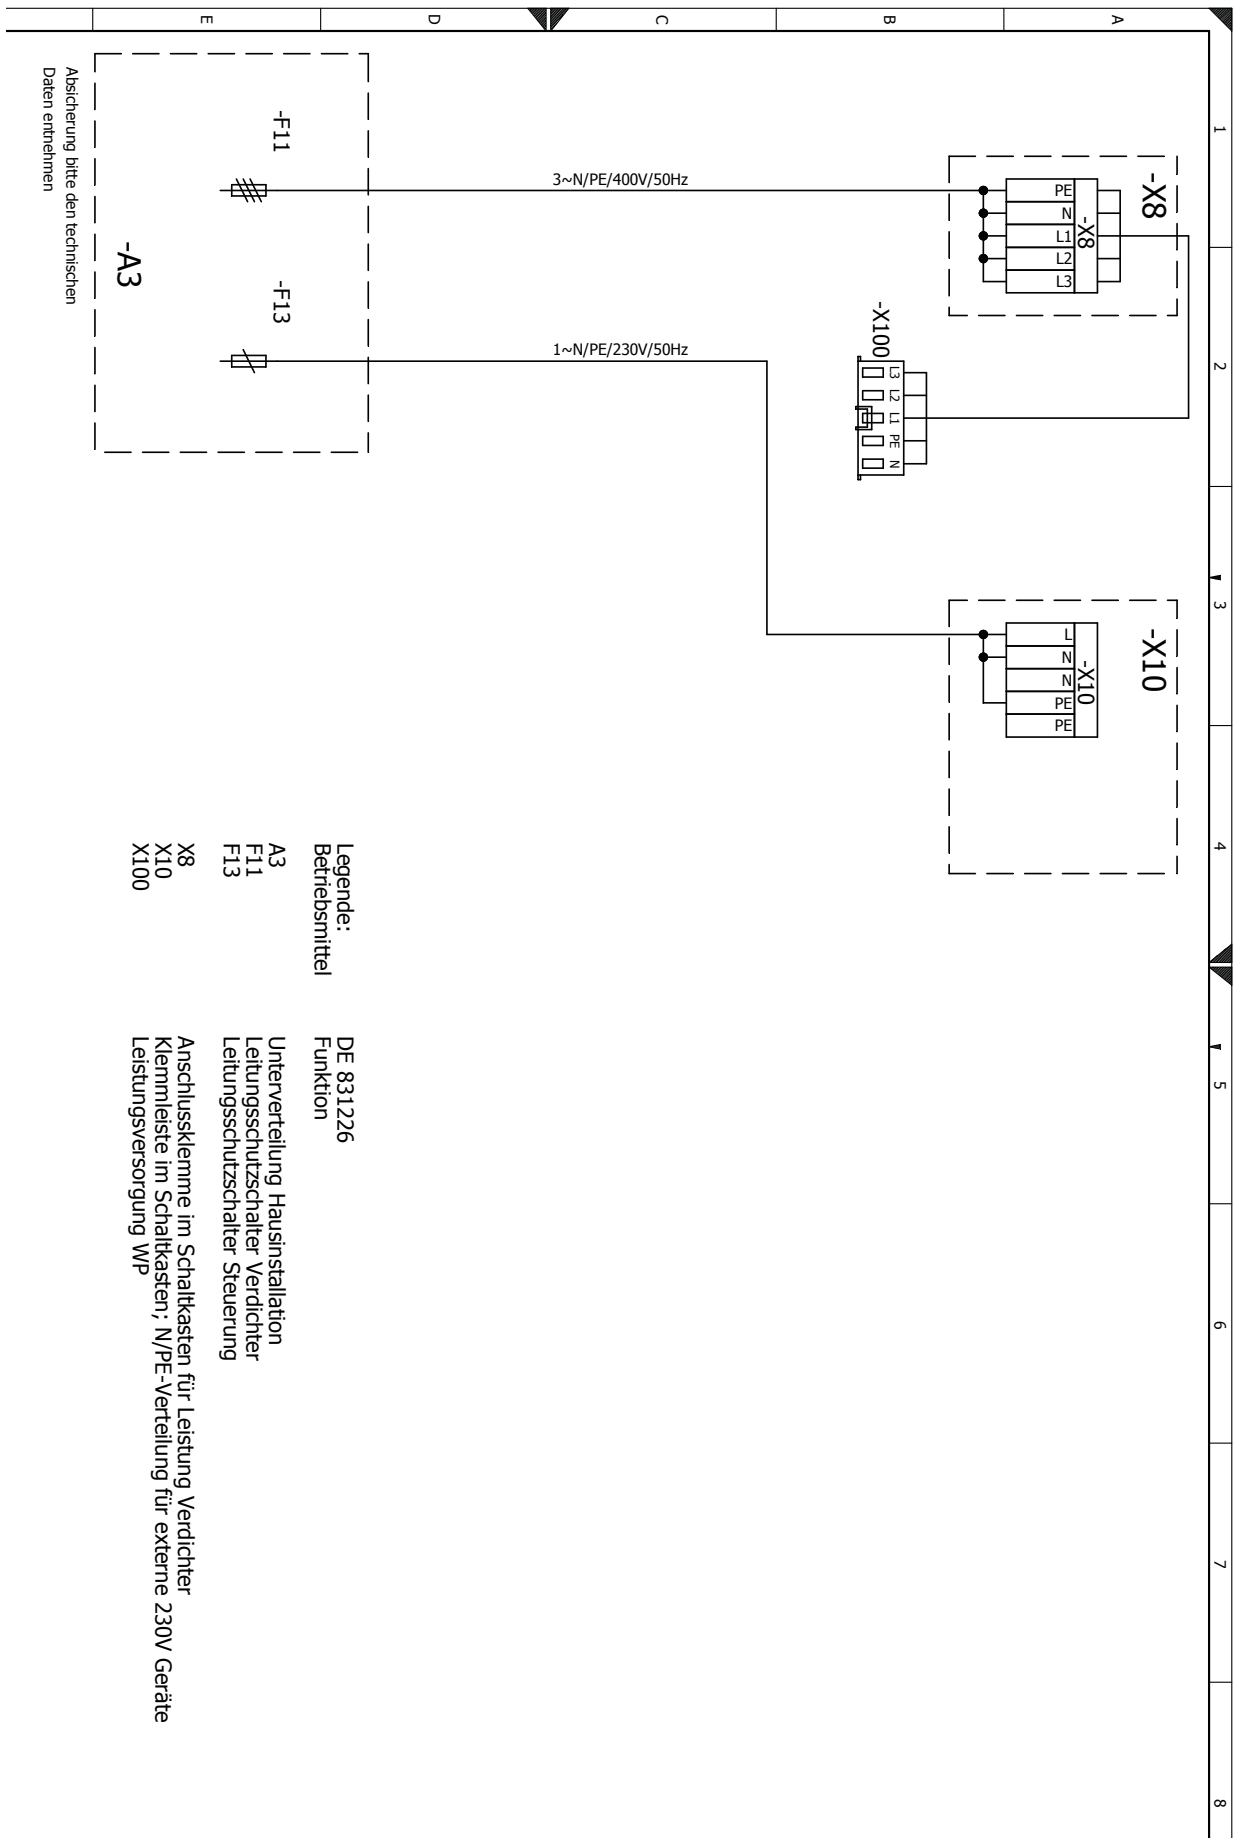 A
B
C
D
E
1
2
3
4
5
6
7
8
-X8
-X8
PE
N
L1
L2
L3
-X100
L3
L2
L1
PE
N
-X10
-X10
L
N
N
PE
PE
3~N/PE/400V/50Hz
1~N/PE/230V/50Hz
-F11
-F13
-A3
Absicherung bitte den technischen
Daten entnehmen
Legende: DE 831226
Betriebsmittel Funktion
A3 Unterverteilung Hausinstallation
F11 Leitungsschutzschalter Verdichter
F13 Leitungsschutzschalter Steuerung
X8 Anschlussklemme im Schaltkasten für Leistung Verdichter
X10 Klemmleiste im Schaltkasten; N/PE-Verteilung für externe 230V Geräte
X100 Leistungsversorgung WP